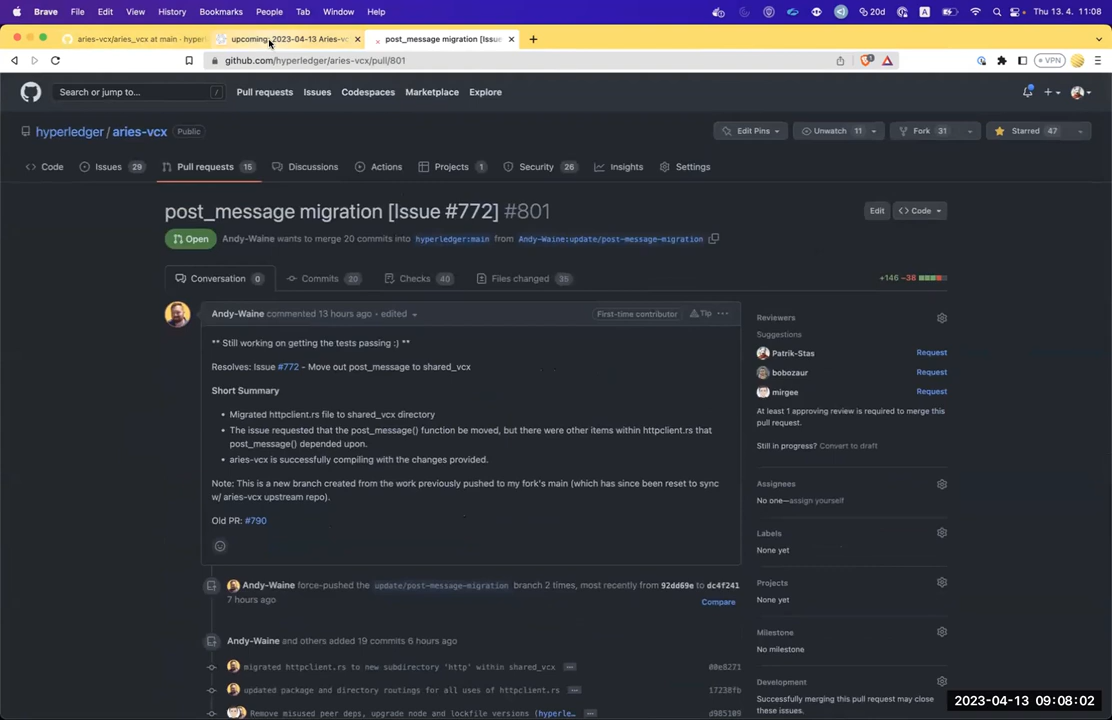 Brave File Edit View History Bookmarks People Tab Window Help 20d Thu 13. 4. 11:08
aries-vcx/aries_vcx at main · hyperl
upcoming: 2023-04-13 Aries-vc
post_message migration [Issue
github.com/hyperledger/aries-vcx/pull/801 VPN
Search or jump to... / Pull requests Issues Codespaces Marketplace Explore
hyperledger / aries-vcx Public Edit Pins Unwatch 11 Fork 31 Starred 47
Code Issues 29 Pull requests 15 Discussions Actions Projects 1 Security 26 Insights Settings
post_message migration [Issue #772] #801 Edit <> Code
Open Andy-Waine wants to merge 20 commits into hyperledger:main from Andy-Waine:update/post-message-migration
Conversation 0 Commits 20 Checks 40 Files changed 35 +146 −38
Andy-Waine commented 13 hours ago • edited First-time contributor Tip ...
** Still working on getting the tests passing :) **
Resolves: Issue #772 - Move out post_message to shared_vcx
Short Summary
• Migrated httpclient.rs file to shared_vcx directory
• The issue requested that the post_message() function be moved, but there were other items within httpclient.rs that
post_message() depended upon.
• aries-vcx is successfully compiling with the changes provided.
Note: This is a new branch created from the work previously pushed to my fork's main (which has since been reset to sync
w/ aries-vcx upstream repo).
Old PR: #790
Andy-Waine force-pushed the update/post-message-migration branch 2 times, most recently from 92dd69e to dc4f241
7 hours ago Compare
Andy-Waine and others added 19 commits 6 hours ago
migrated httpclient.rs to new subdirectory 'http' within shared_vcx ... 00e8271
updated package and directory routings for all uses of httpclient.rs ... 17238fb
Remove misused peer deps, upgrade node and lockfile versions (hyperle… ... d985109
Reviewers
Suggestions
Patrik-Stas Request
bobozaur Request
mirgee Request
At least 1 approving review is required to merge this
pull request.
Still in progress? Convert to draft
Assignees
No one—assign yourself
Labels
None yet
Projects
None yet
Milestone
No milestone
Development
Successfully merging this pull request may close
these issues.
2023-04-13 09:08:02